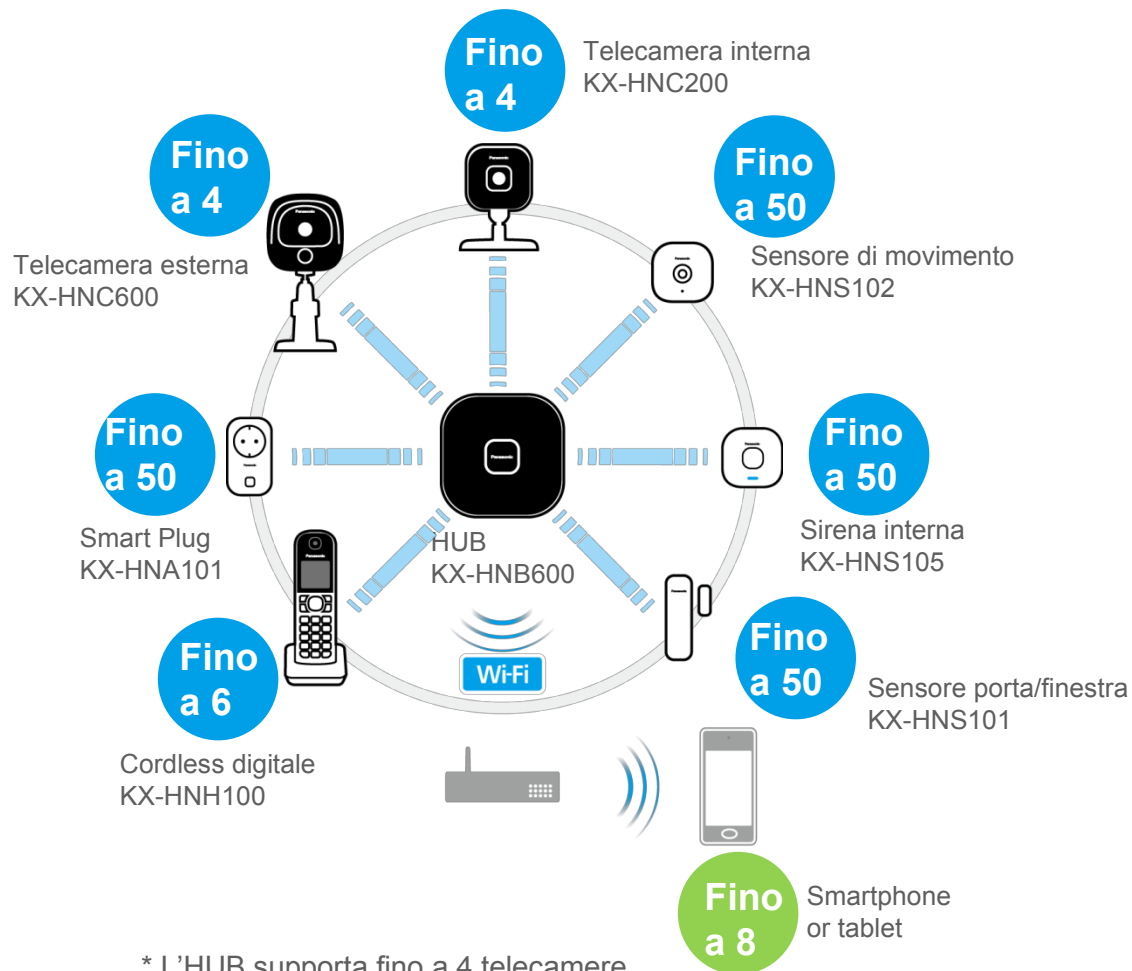 Fino
a 4
Telecamera interna
KX-HNC200
Fino
a 4
Telecamera esterna
KX-HNC600
Fino
a 50
Sensore di movimento
KX-HNS102
Fino
a 50
Smart Plug
KX-HNA101
Panasonic
HUB
KX-HNB600
Fino
a 50
Sirena interna
KX-HNS105
Fino
a 6
Cordless digitale
KX-HNH100
Wi-Fi
Fino
a 50
Sensore porta/finestra
KX-HNS101
Fino
a 8
Smartphone
or tablet
* L'HUB supporta fino a 4 telecamere